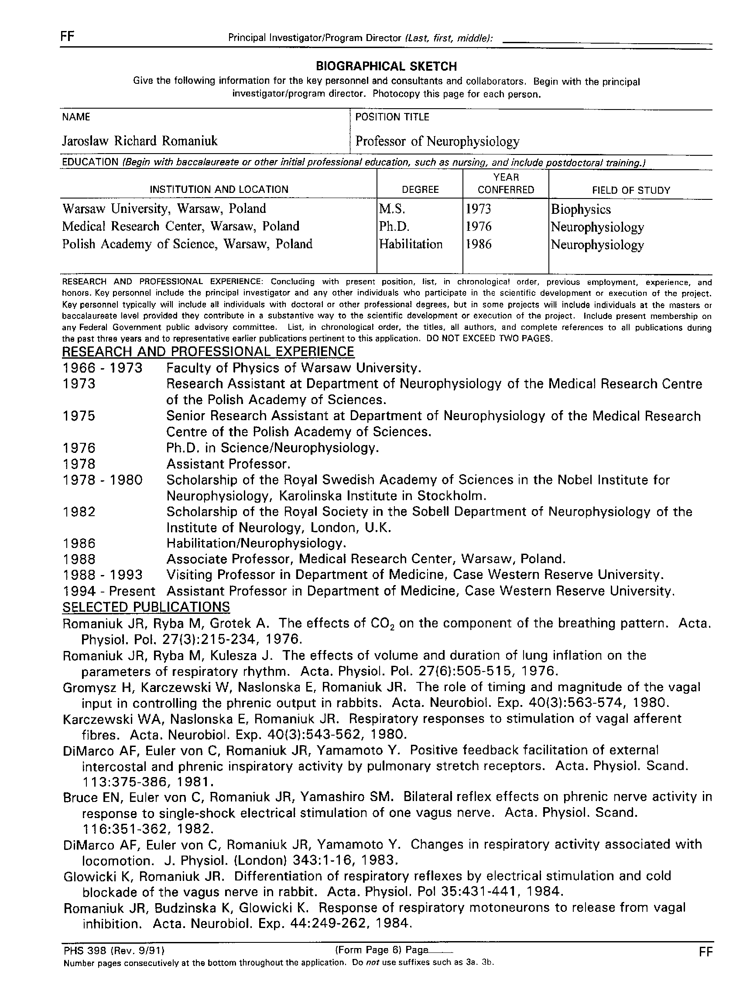 FF
Principal Investigator/Program Director (Last, first, middle):
BIOGRAPHICAL SKETCH
Give the following information for the key personnel and consultants and collaborators. Begin with the principal
investigator/program director. Photocopy this page for each person.
NAME
POSITION TITLE
Jaroslaw Richard Romaniuk
Professor of Neurophysiology
EDUCATION (Begin with baccalaureate or other initial professional education, such as nursing, and include postdoctoral training.)
INSTITUTION AND LOCATION DEGREE YEAR CONFERRED FIELD OF STUDY
Warsaw University, Warsaw, Poland M.S. 1973 Biophysics
Medical Research Center, Warsaw, Poland Ph.D. 1976 Neurophysiology
Polish Academy of Science, Warsaw, Poland Habilitation 1986 Neurophysiology
RESEARCH AND PROFESSIONAL EXPERIENCE: Concluding with present position, list, in chronological order, previous employment, experience, and
honors. Key personnel include the principal investigator and any other individuals who participate in the scientific development or execution of the project.
Key personnel typically will include all individuals with doctoral or other professional degrees, but in some projects will include individuals at the masters or
baccalaureate level provided they contribute in a substantive way to the scientific development or execution of the project. Include present membership on
any Federal Government public advisory committee. List, in chronological order, the titles, all authors, and complete references to all publications during
the past three years and to representative earlier publications pertinent to this application. DO NOT EXCEED TWO PAGES.
RESEARCH AND PROFESSIONAL EXPERIENCE
1966 - 1973 Faculty of Physics of Warsaw University.
1973 Research Assistant at Department of Neurophysiology of the Medical Research Centre
of the Polish Academy of Sciences.
1975 Senior Research Assistant at Department of Neurophysiology of the Medical Research
Centre of the Polish Academy of Sciences.
1976 Ph.D. in Science/Neurophysiology.
1978 Assistant Professor.
1978 - 1980 Scholarship of the Royal Swedish Academy of Sciences in the Nobel Institute for
Neurophysiology, Karolinska Institute in Stockholm.
1982 Scholarship of the Royal Society in the Sobell Department of Neurophysiology of the
Institute of Neurology, London, U.K.
1986 Habilitation/Neurophysiology.
1988 Associate Professor, Medical Research Center, Warsaw, Poland.
1988 - 1993 Visiting Professor in Department of Medicine, Case Western Reserve University.
1994 - Present Assistant Professor in Department of Medicine, Case Western Reserve University.
SELECTED PUBLICATIONS
Romaniuk JR, Ryba M, Grotek A. The effects of CO2 on the component of the breathing pattern. Acta.
Physiol. Pol. 27(3):215-234, 1976.
Romaniuk JR, Ryba M, Kulesza J. The effects of volume and duration of lung inflation on the
parameters of respiratory rhythm. Acta. Physiol. Pol. 27(6):505-515, 1976.
Gromysz H, Karczewski W, Naslonska E, Romaniuk JR. The role of timing and magnitude of the vagal
input in controlling the phrenic output in rabbits. Acta. Neurobiol. Exp. 40(3):563-574, 1980.
Karczewski WA, Naslonska E, Romaniuk JR. Respiratory responses to stimulation of vagal afferent
fibres. Acta. Neurobiol. Exp. 40(3):543-562, 1980.
DiMarco AF, Euler von C, Romaniuk JR, Yamamoto Y. Positive feedback facilitation of external
intercostal and phrenic inspiratory activity by pulmonary stretch receptors. Acta. Physiol. Scand.
113:375-386, 1981.
Bruce EN, Euler von C, Romaniuk JR, Yamashiro SM. Bilateral reflex effects on phrenic nerve activity in
response to single-shock electrical stimulation of one vagus nerve. Acta. Physiol. Scand.
116:351-362, 1982.
DiMarco AF, Euler von C, Romaniuk JR, Yamamoto Y. Changes in respiratory activity associated with
locomotion. J. Physiol. (London) 343:1-16, 1983.
Glowicki K, Romaniuk JR. Differentiation of respiratory reflexes by electrical stimulation and cold
blockade of the vagus nerve in rabbit. Acta. Physiol. Pol 35:431-441, 1984.
Romaniuk JR, Budzinska K, Glowicki K. Response of respiratory motoneurons to release from vagal
inhibition. Acta. Neurobiol. Exp. 44:249-262, 1984.
PHS 398 (Rev. 9/91) (Form Page 6) Page FF
Number pages consecutively at the bottom throughout the application. Do not use suffixes such as 3a. 3b.